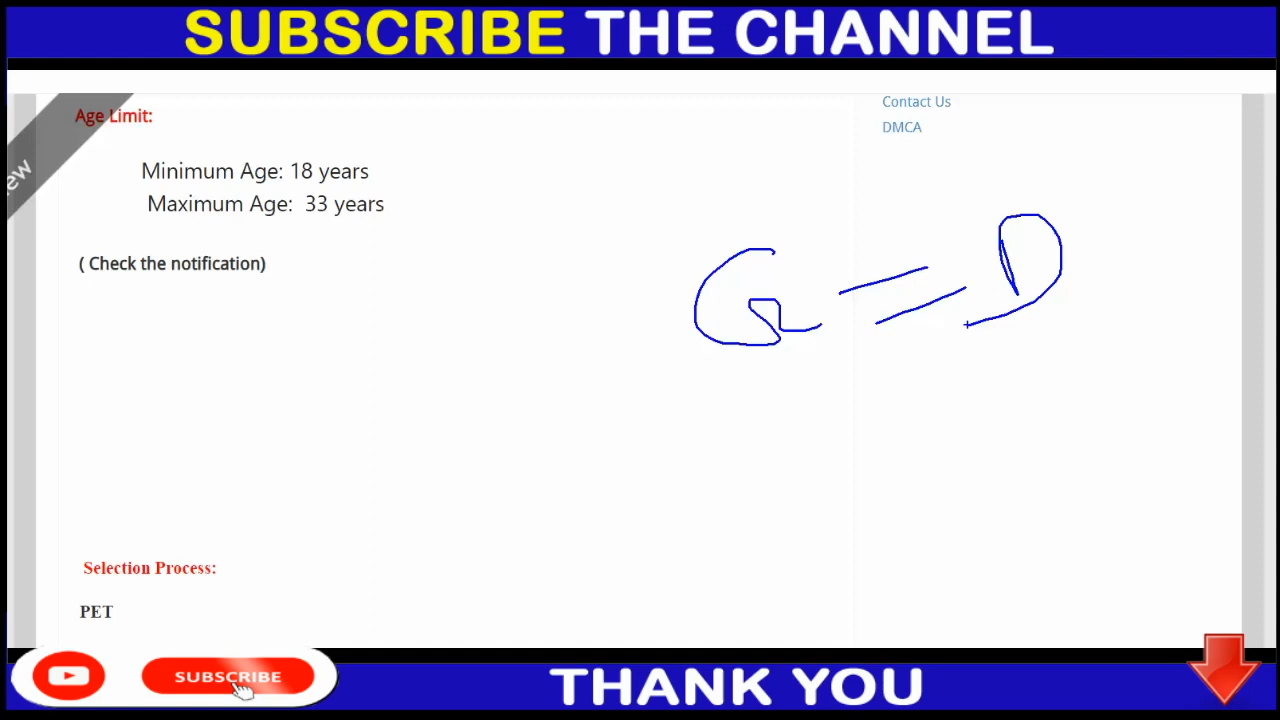 SUBSCRIBE THE CHANNEL
Contact Us
DMCA
Age Limit:
Minimum Age: 18 years
Maximum Age: 33 years
( Check the notification)
G = D
Selection Process:
PET
SUBSCRIBE
THANK YOU